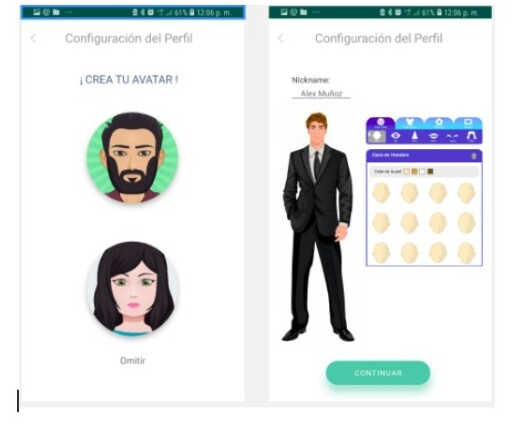 61% 12:06 p. m.
Configuración del Perfil
¡ CREA TU AVATAR !
Omitir
61% 12:06 p. m.
Configuración del Perfil
Nickname:
Alex Muñoz
Cara de Hombre
Color de la piel
CONTINUAR